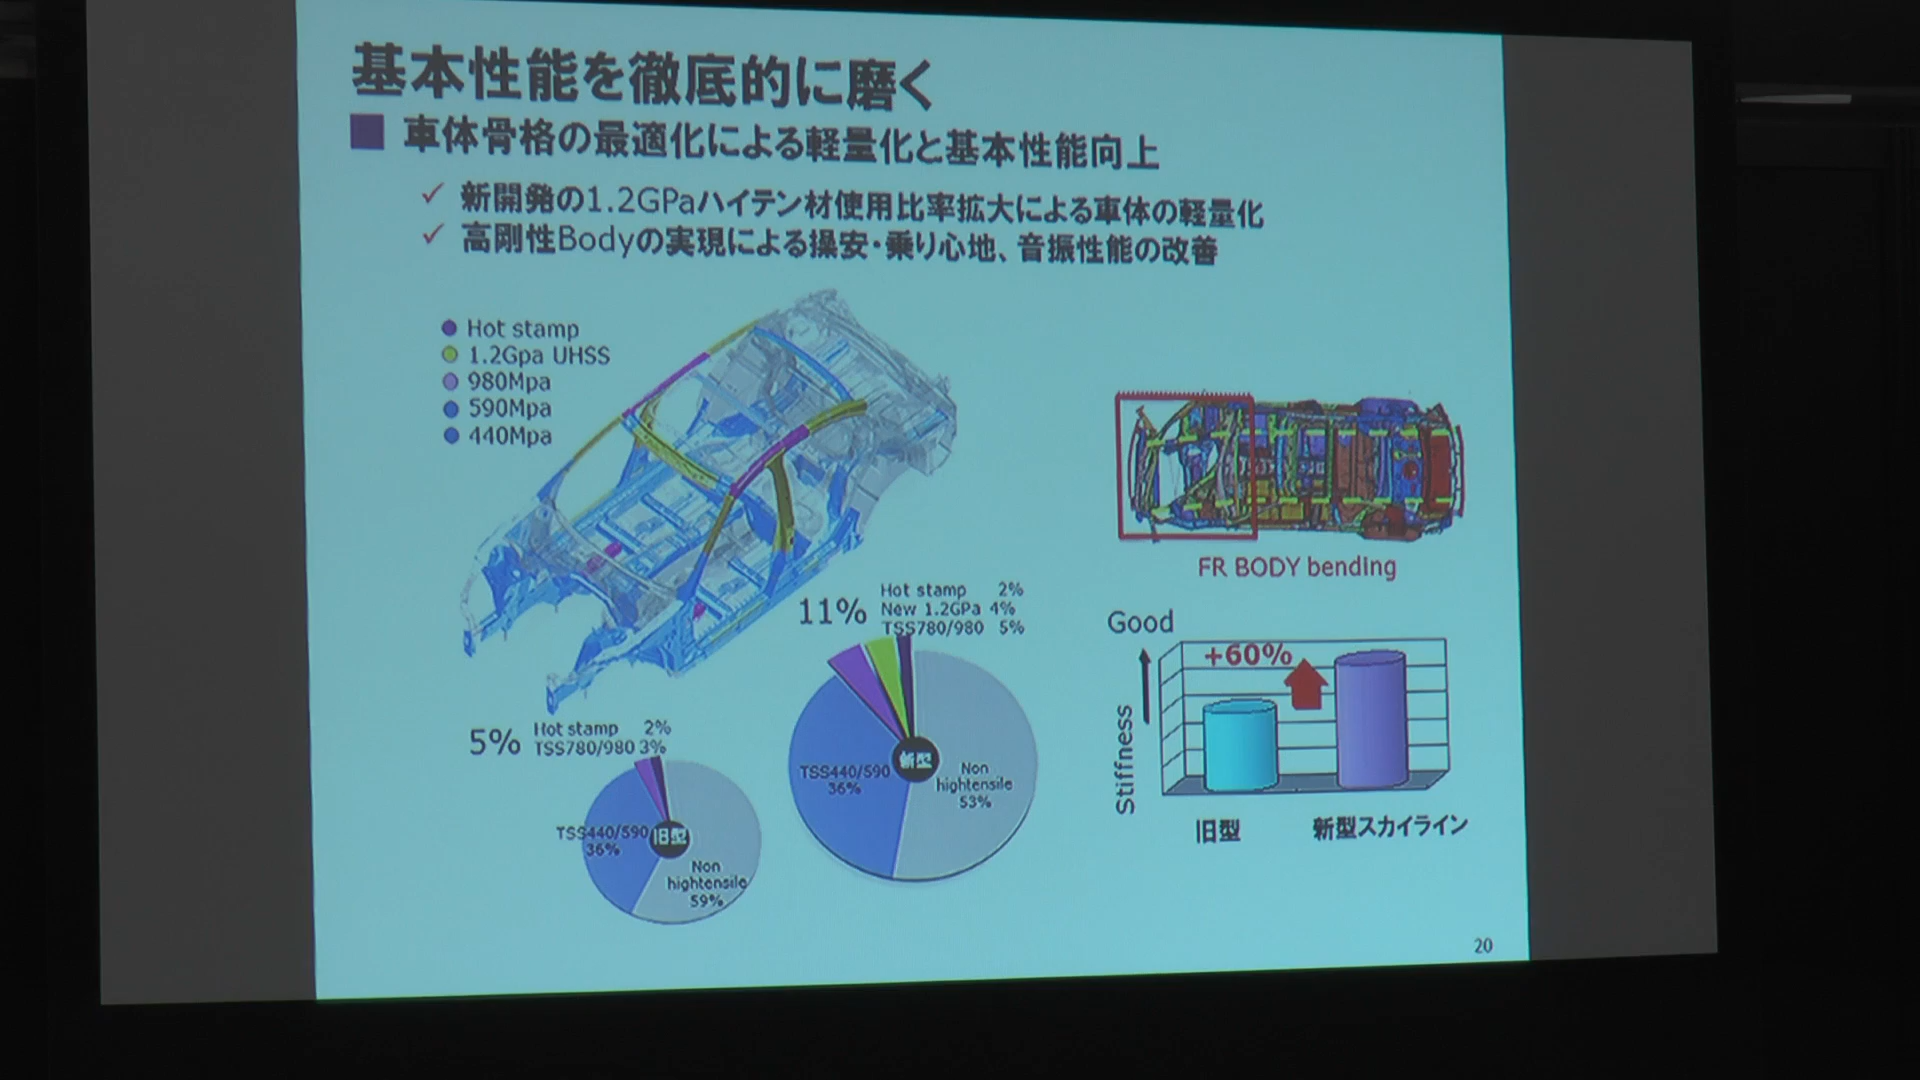 基本性能を徹底的に磨く
車体骨格の最適化による軽量化と基本性能向上
新開発の1.2GPaハイテン材使用比率拡大による車体の軽量化
高剛性Bodyの実現による操安・乗り心地、音振性能の改善
Hot stamp
1.2Gpa UHSS
980Mpa
590Mpa
440Mpa
FR BODY bending
11%
Hot stamp 2%
New 1.2GPa 4%
TSS780/980 5%
TSS440/590
36%
新型
Non
hightensile
53%
5%
Hot stamp 2%
TSS780/980 3%
TSS440/590
36%
旧型
Non
hightensile
59%
Good
Stiffness
+60%
旧型
新型スカイライン
20